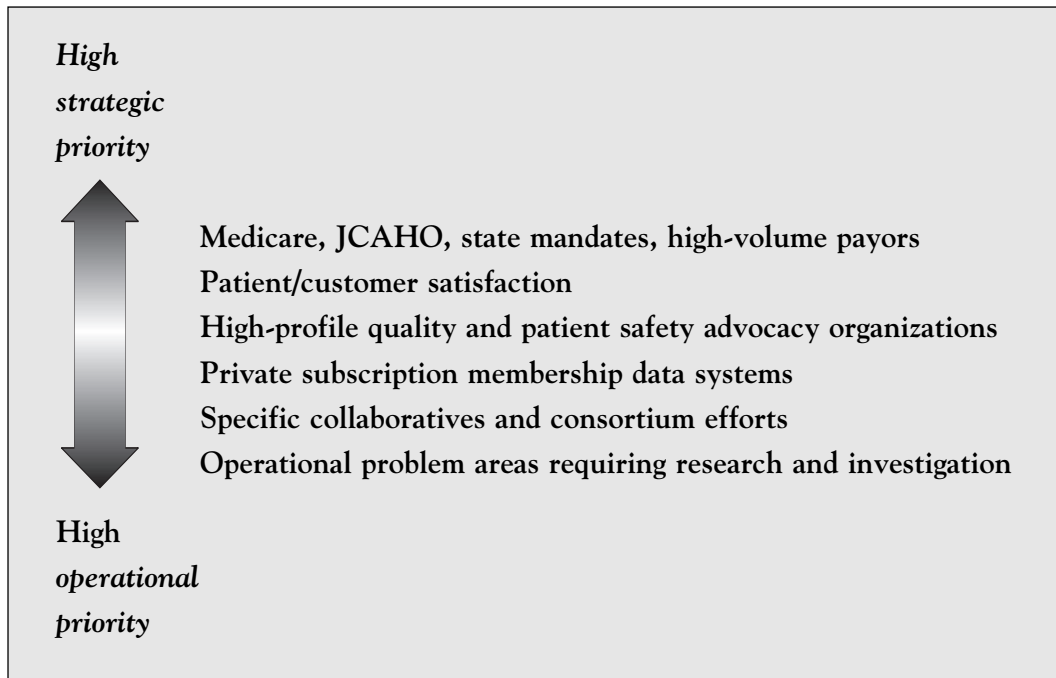 High
strategic
priority
Medicare, JCAHO, state mandates, high-volume payors
Patient/customer satisfaction
High-profile quality and patient safety advocacy organizations
Private subscription membership data systems
Specific collaboratives and consortium efforts
Operational problem areas requiring research and investigation
High
operational
priority